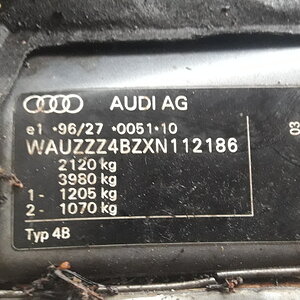 AUDI AG
e1 *96/27 *0051*10
WAUZZZ4BZXN112186
2120 kg
3980 kg
1- 1205 kg
2- 1070 kg
Typ 4B
03